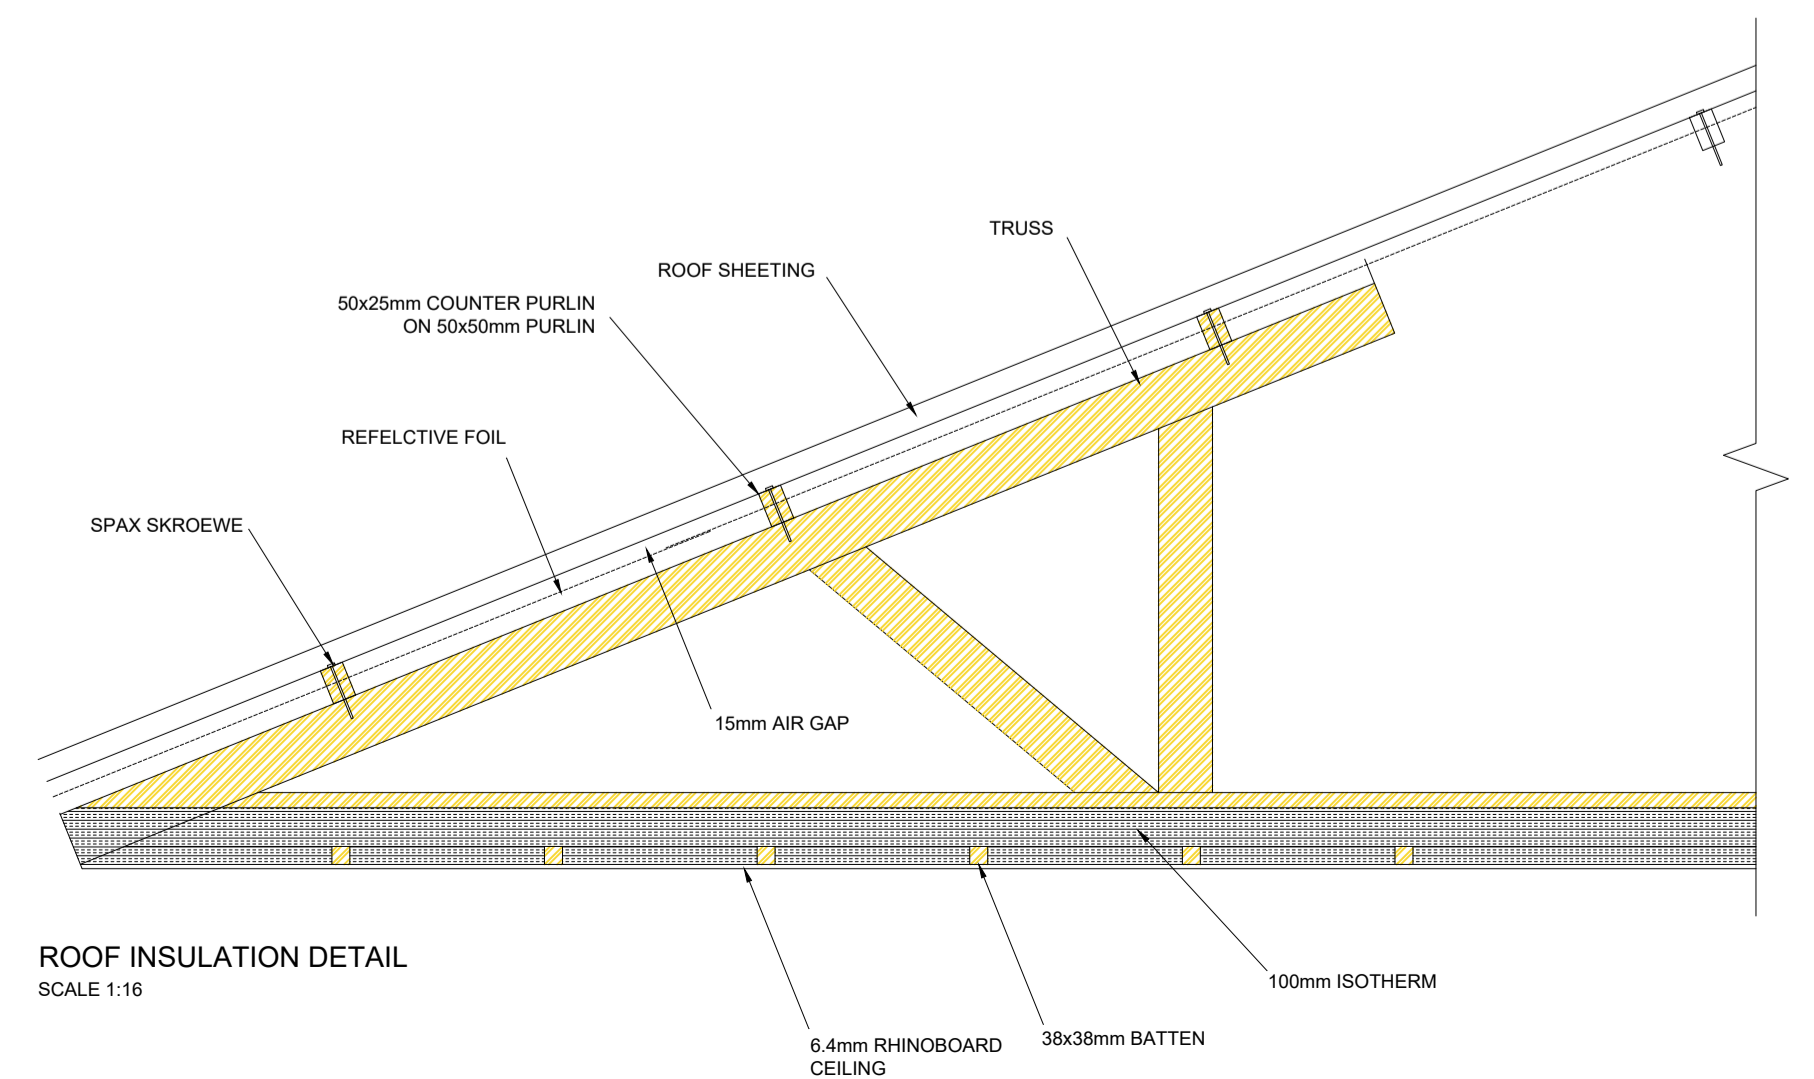 TRUSS
ROOF SHEETING
50x25mm COUNTER PURLIN
ON 50x50mm PURLIN
REFELCTIVE FOIL
SPAX SKROEWE
15mm AIR GAP
ROOF INSULATION DETAIL
SCALE 1:16
100mm ISOTHERM
38x38mm BATTEN
6.4mm RHINOBOARD
CEILING